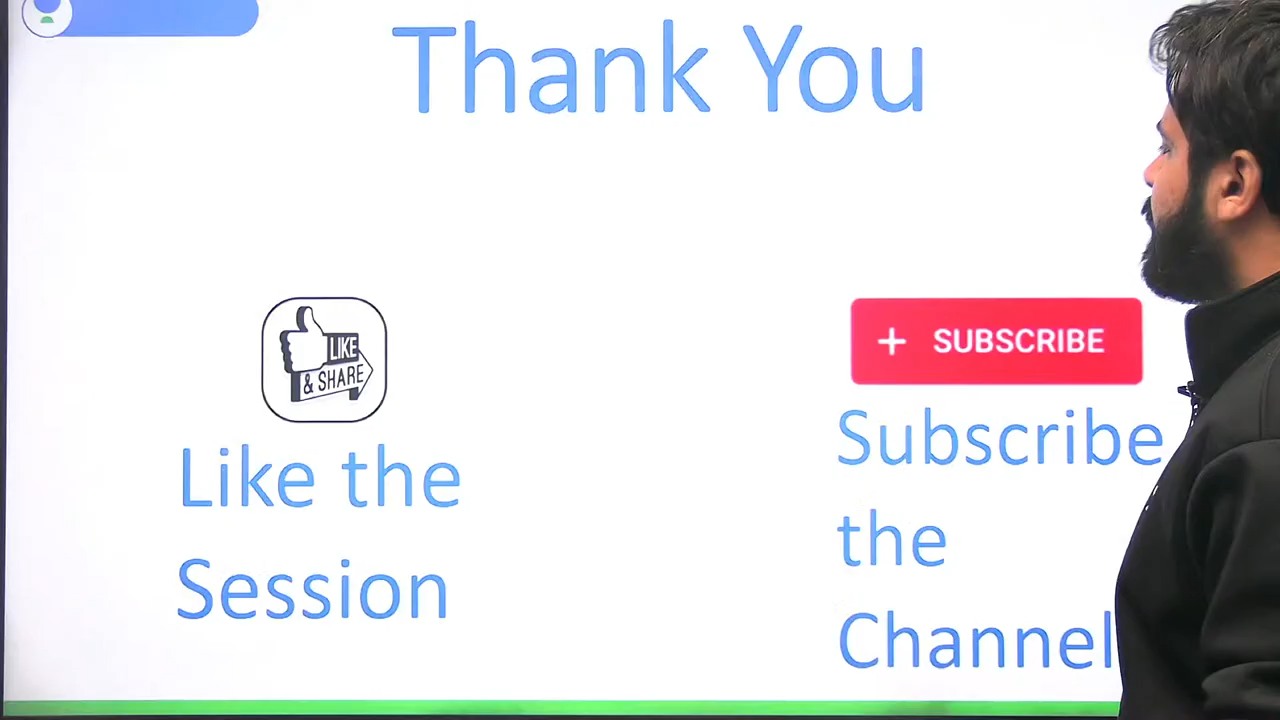 Thank You
LIKE
& SHARE
Like the
Session
+ SUBSCRIBE
Subscribe
the
Channel